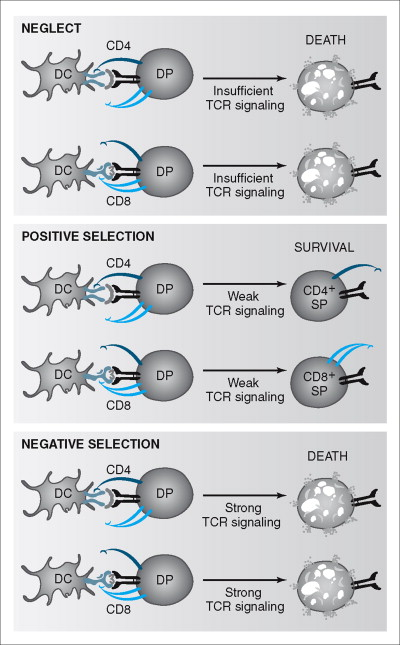 NEGLECT
CD4
DEATH
DC
DP
Insufficient
TCR signaling
DC
DP
Insufficient
TCR signaling
CD8
POSITIVE SELECTION
CD4
SURVIVAL
DC
DP
Weak
TCR signaling
CD4+
SP
DC
DP
Weak
TCR signaling
CD8+
SP
CD8
NEGATIVE SELECTION
CD4
DEATH
DC
DP
Strong
TCR signaling
DC
DP
Strong
TCR signaling
CD8